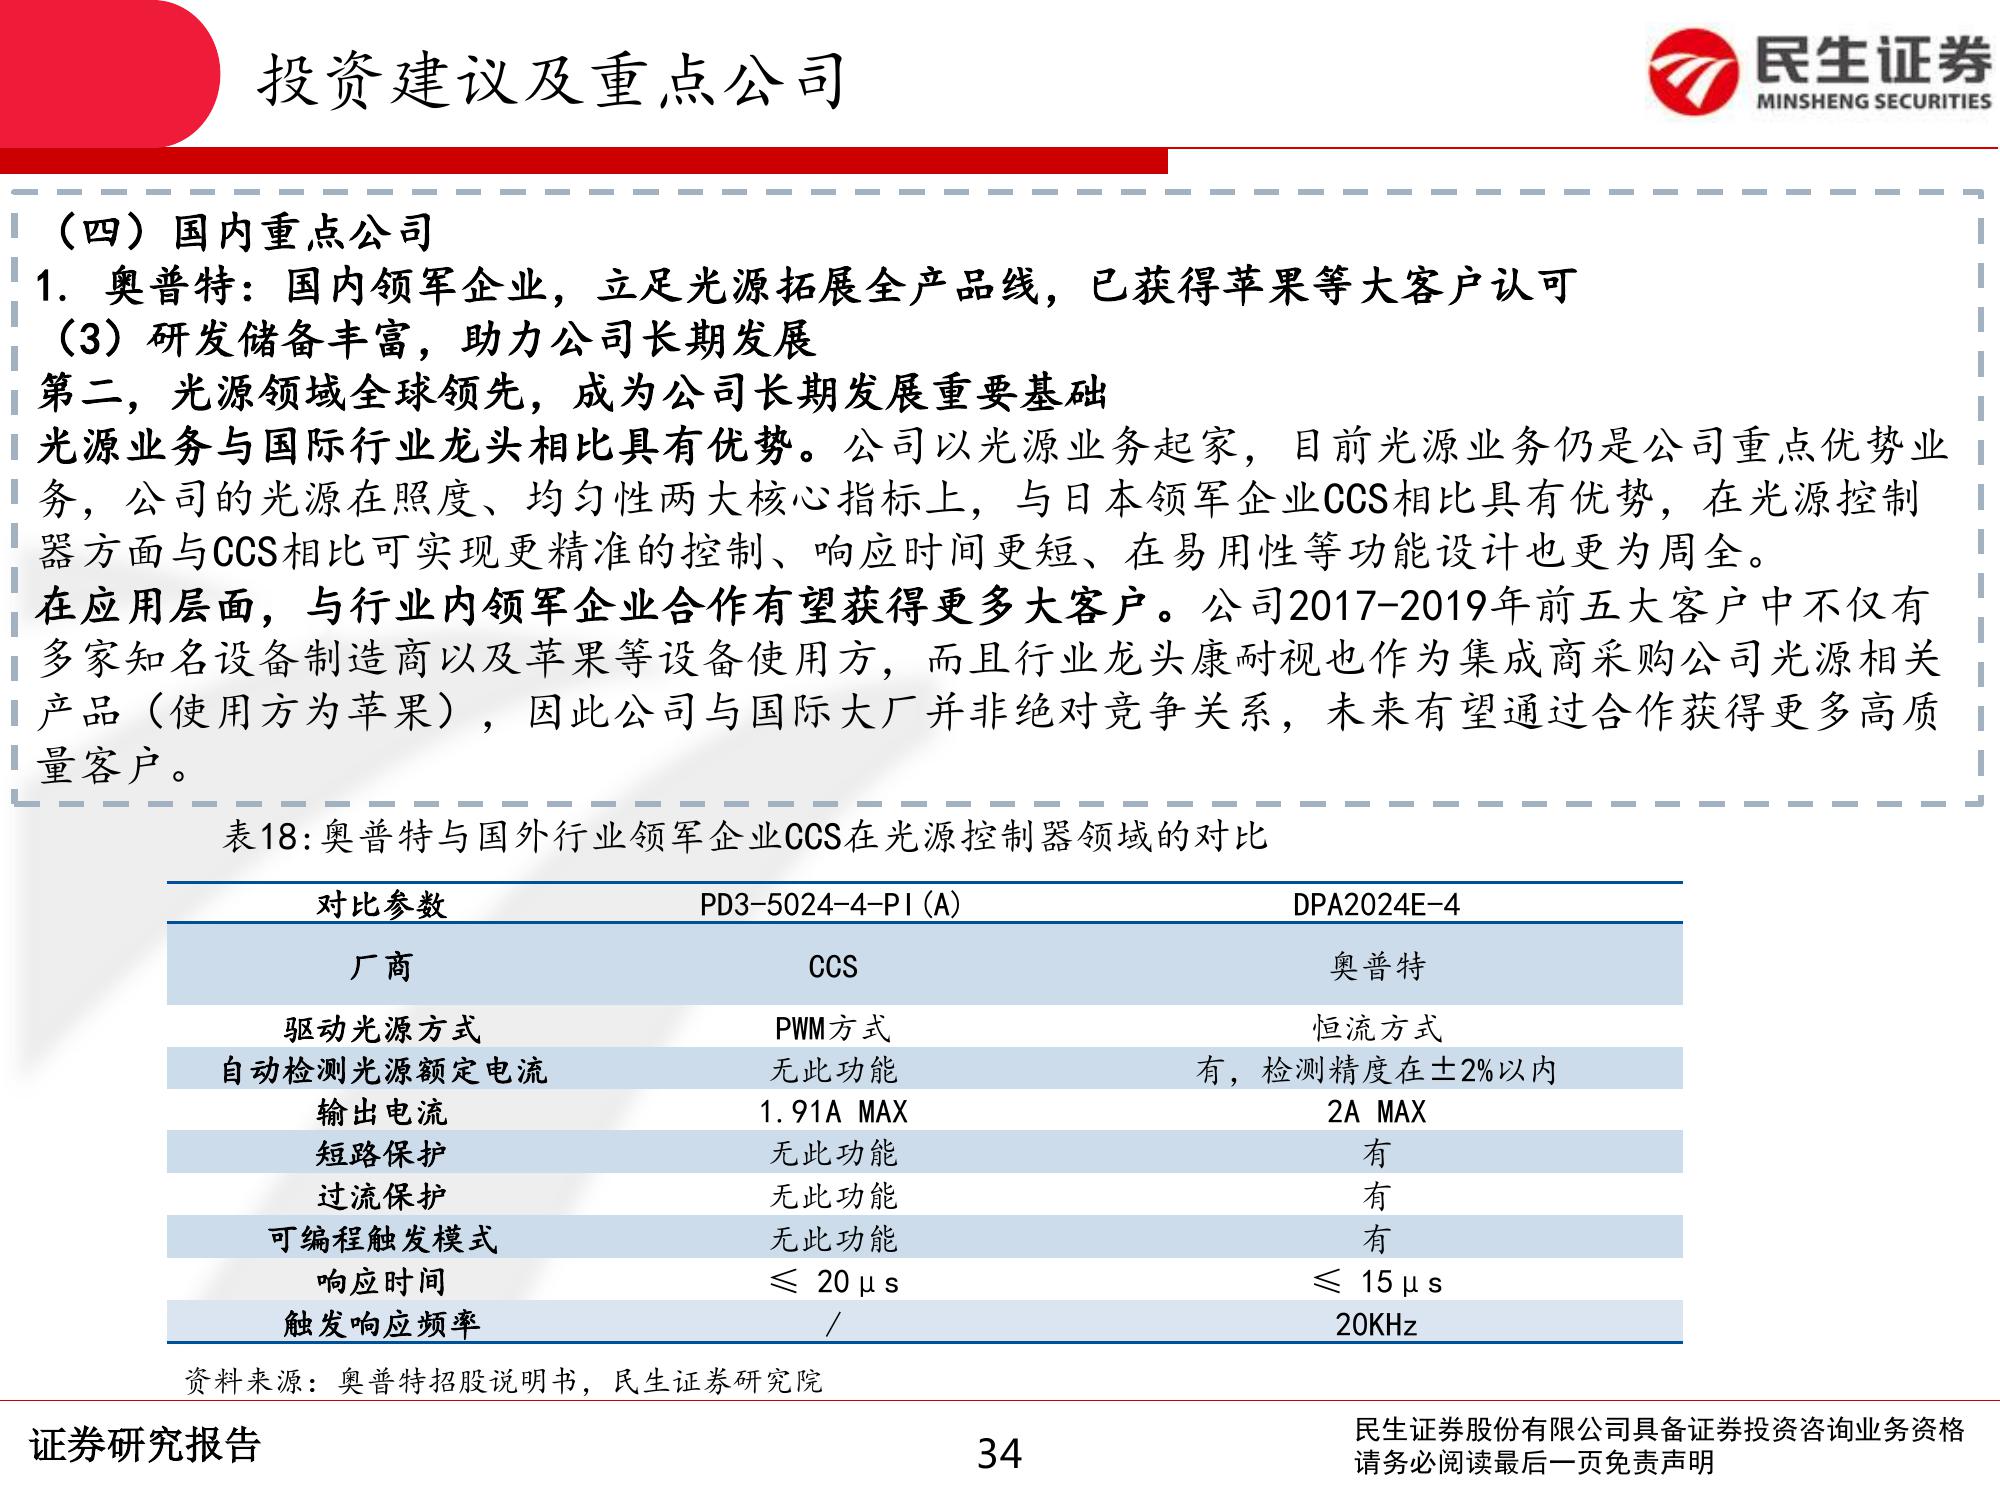 投资建议及重点公司
民生证券
MINSHENG SECURITIES
（四）国内重点公司
1. 奥普特：国内领军企业，立足光源拓展全产品线，已获得苹果等大客户认可
（3）研发储备丰富，助力公司长期发展
第二，光源领域全球领先，成为公司长期发展重要基础
光源业务与国际行业龙头相比具有优势。公司以光源业务起家，目前光源业务仍是公司重点优势业
务，公司的光源在照度、均匀性两大核心指标上，与日本领军企业CCS相比具有优势，在光源控制
器方面与CCS相比可实现更精准的控制、响应时间更短、在易用性等功能设计也更为周全。
在应用层面，与行业内领军企业合作有望获得更多大客户。公司2017-2019年前五大客户中不仅有
多家知名设备制造商以及苹果等设备使用方，而且行业龙头康耐视也作为集成商采购公司光源相关
产品（使用方为苹果），因此公司与国际大厂并非绝对竞争关系，未来有望通过合作获得更多高质
量客户。
表18:奥普特与国外行业领军企业CCS在光源控制器领域的对比
对比参数 PD3-5024-4-PI(A) DPA2024E-4
厂商 CCS 奥普特
驱动光源方式 PWM方式 恒流方式
自动检测光源额定电流 无此功能 有，检测精度在±2%以内
输出电流 1.91A MAX 2A MAX
短路保护 无此功能 有
过流保护 无此功能 有
可编程触发模式 无此功能 有
响应时间 ≤ 20μs ≤ 15μs
触发响应频率 / 20KHz
资料来源：奥普特招股说明书，民生证券研究院
证券研究报告
34
民生证券股份有限公司具备证券投资咨询业务资格
请务必阅读最后一页免责声明